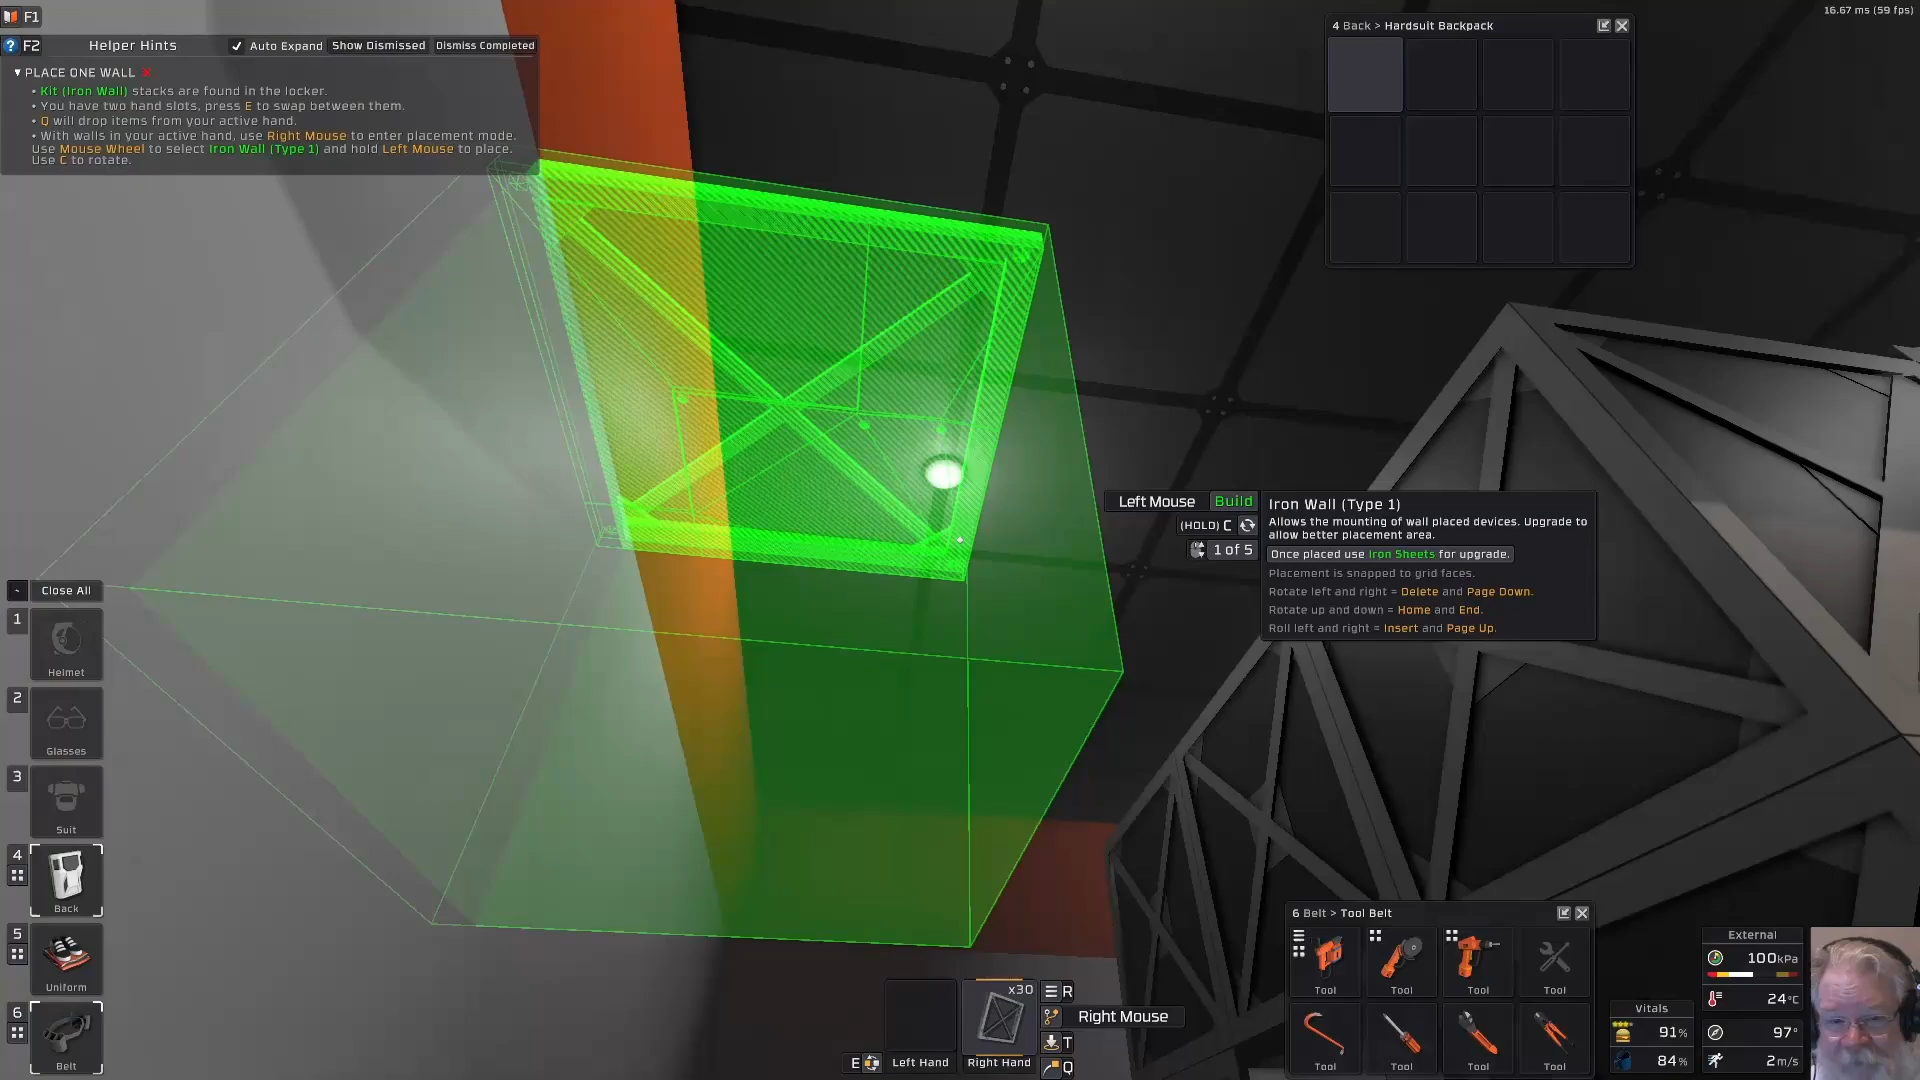 F1
16.67 ms (59 fps)
? F2 Helper Hints ✓ Auto Expand Show Dismissed Dismiss Completed
▼ PLACE ONE WALL ×
• Kit (Iron Wall) stacks are found in the locker.
• You have two hand slots, press E to swap between them.
• Q will drop items from your active hand.
• With walls in your active hand, use Right Mouse to enter placement mode.
Use Mouse Wheel to select Iron Wall (Type 1) and hold Left Mouse to place.
Use C to rotate.
4 Back > Hardsuit Backpack
Left Mouse Build
(HOLD) C
1 of 5
Iron Wall (Type 1)
Allows the mounting of wall placed devices. Upgrade to
allow better placement area.
Once placed use Iron Sheets for upgrade.
Placement is snapped to grid faces.
Rotate left and right = Delete and Page Down.
Rotate up and down = Home and End.
Roll left and right = Insert and Page Up.
~ Close All
1
Helmet
2
Glasses
3
Suit
4
Back
5
Uniform
6
Belt
E
Left Hand
x30
Right Hand
R
Right Mouse
T
Q
6 Belt > Tool Belt
Tool Tool Tool Tool
Tool Tool Tool Tool
Vitals
91%
84%
External
100kPa
24°C
97°
2m/s